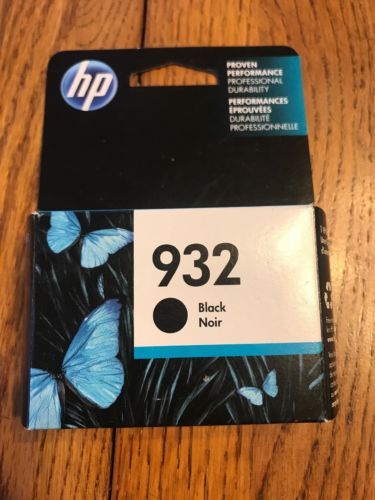 hp
PROVEN
PERFORMANCE
PROFESSIONAL
DURABILITY
PERFORMANCES
ÉPROUVÉES
DURABILITÉ
PROFESSIONNELLE
932
Black
Noir